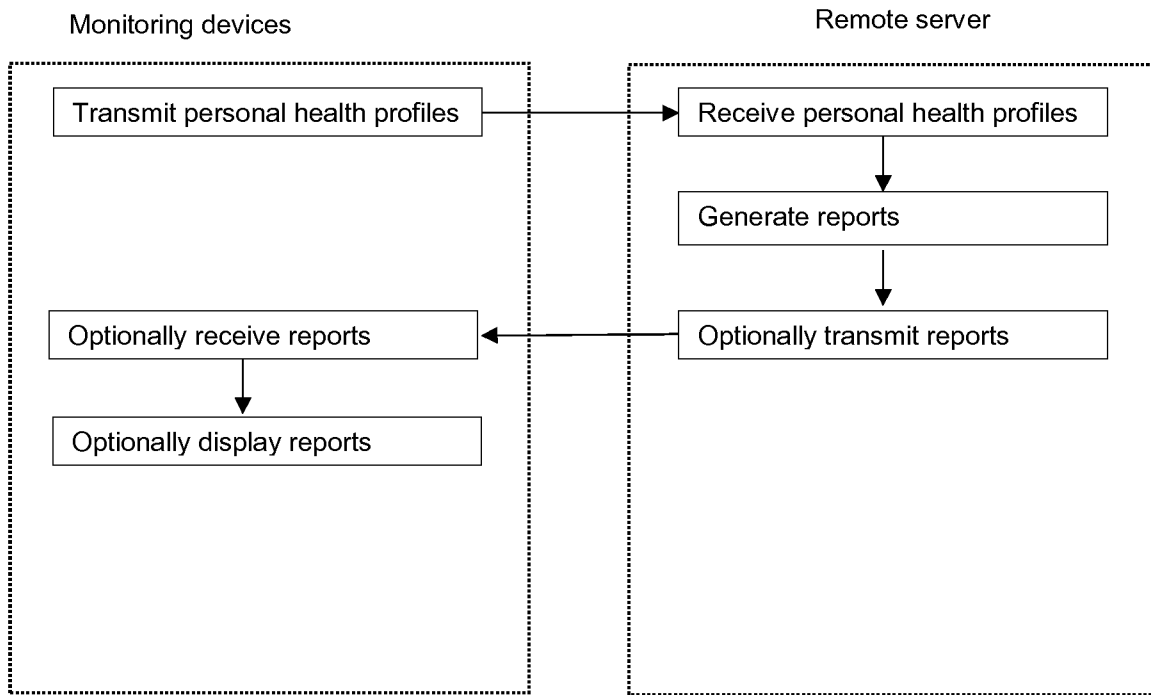 Monitoring devices
Remote server
Transmit personal health profiles
Receive personal health profiles
Generate reports
Optionally receive reports
Optionally transmit reports
Optionally display reports